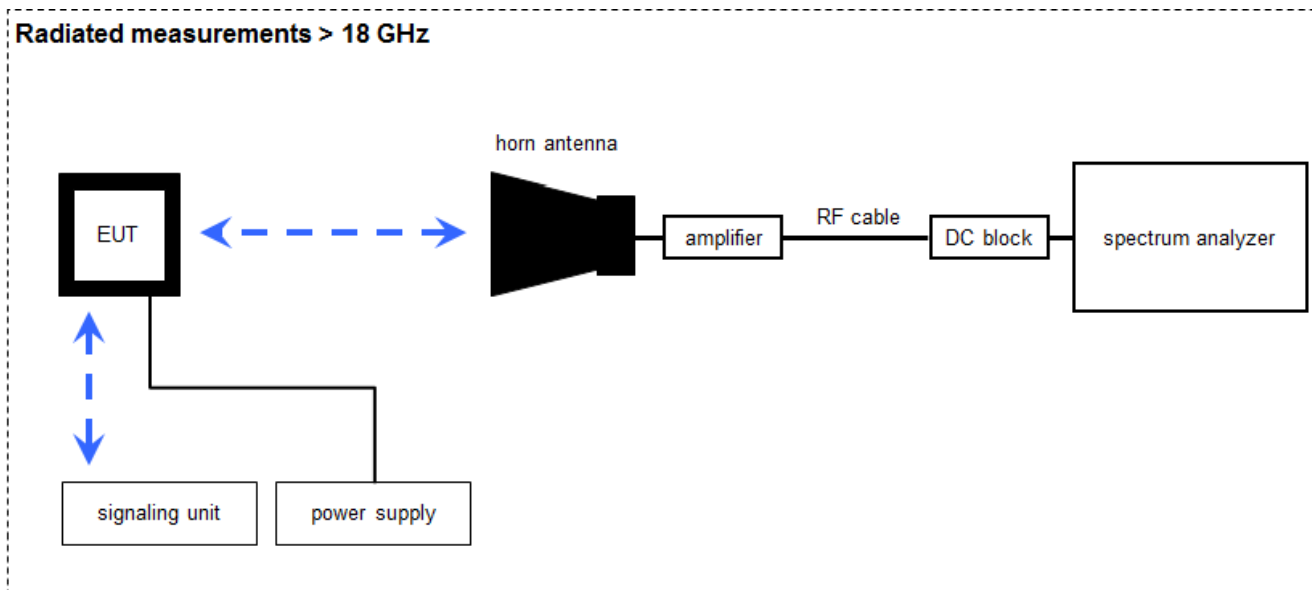 Radiated measurements > 18 GHz
horn antenna
EUT
amplifier
RF cable
DC block
spectrum analyzer
signaling unit
power supply